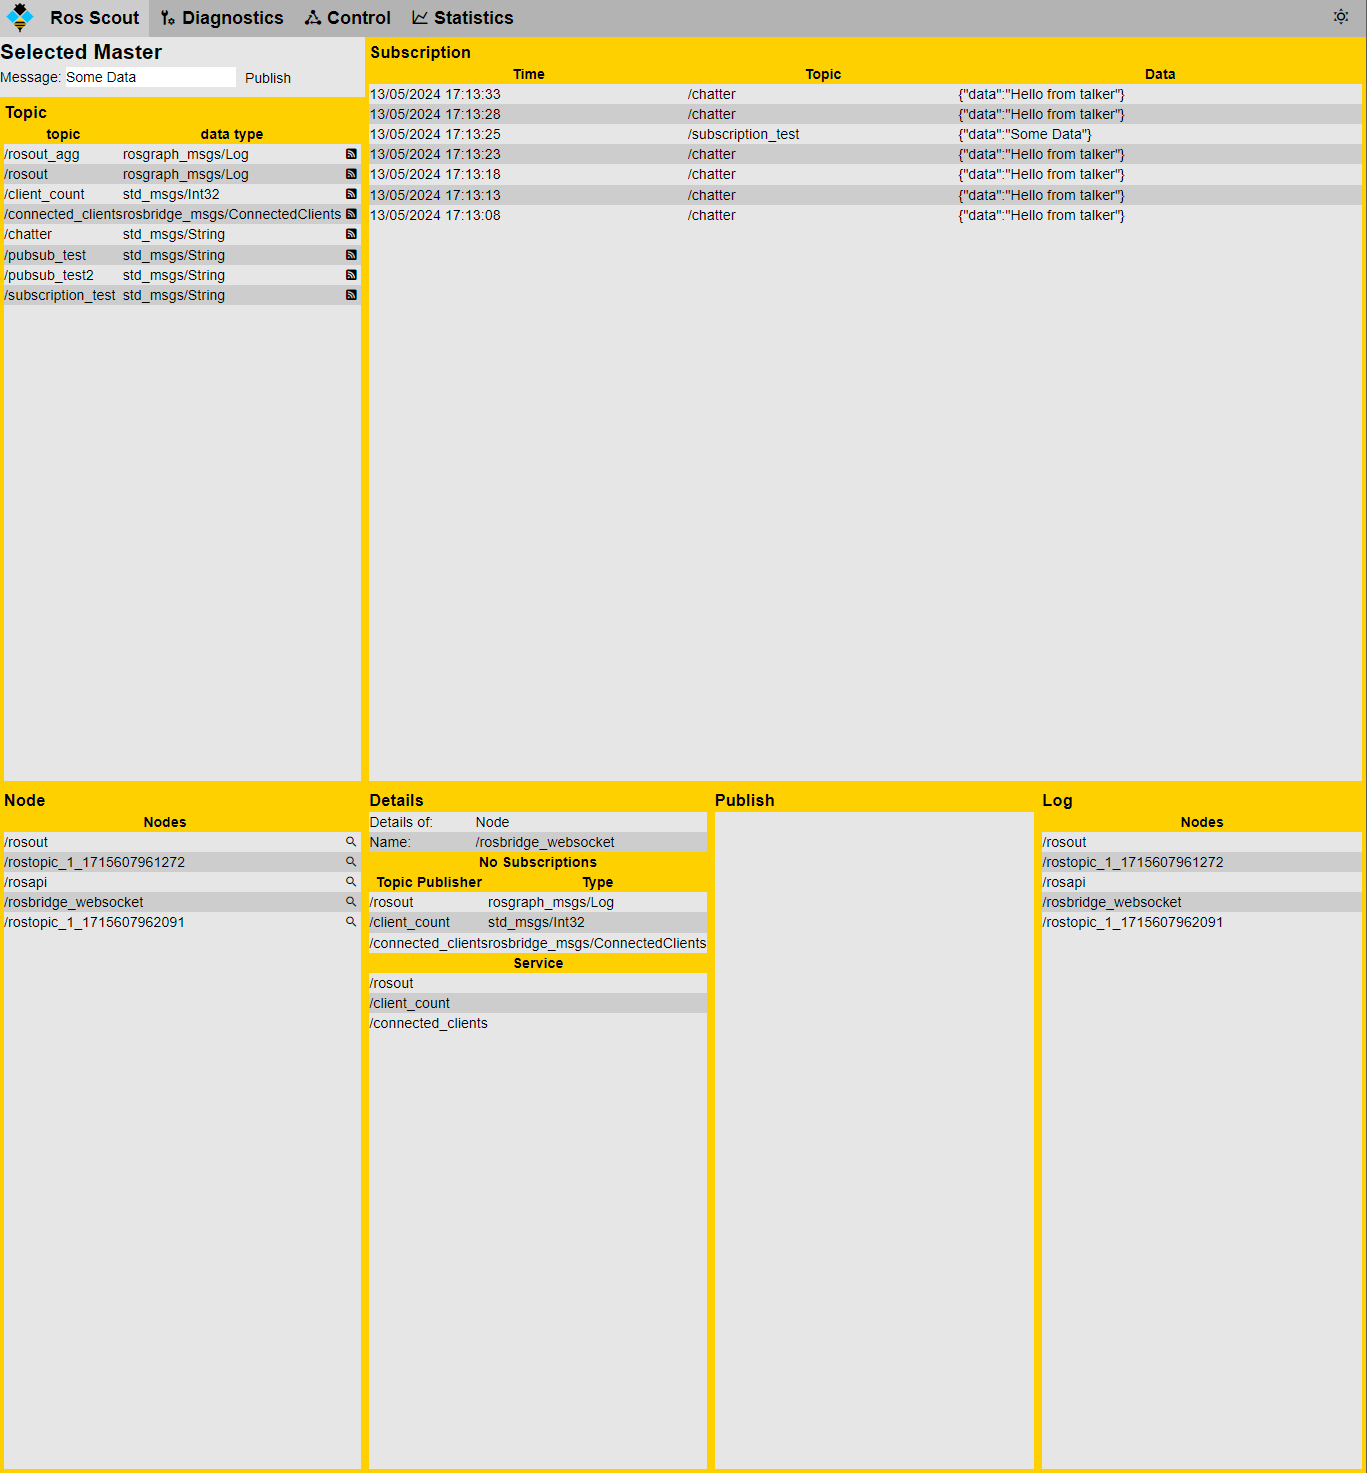 Ros Scout Diagnostics Control Statistics
Selected Master
Message: Some Data Publish
Topic
topic data type
/rosout_agg rosgraph_msgs/Log
/rosout rosgraph_msgs/Log
/client_count std_msgs/Int32
/connected_clients rosbridge_msgs/ConnectedClients
/chatter std_msgs/String
/pubsub_test std_msgs/String
/pubsub_test2 std_msgs/String
/subscription_test std_msgs/String
Subscription
Time Topic Data
13/05/2024 17:13:33 /chatter {"data":"Hello from talker"}
13/05/2024 17:13:28 /chatter {"data":"Hello from talker"}
13/05/2024 17:13:25 /subscription_test {"data":"Some Data"}
13/05/2024 17:13:23 /chatter {"data":"Hello from talker"}
13/05/2024 17:13:18 /chatter {"data":"Hello from talker"}
13/05/2024 17:13:13 /chatter {"data":"Hello from talker"}
13/05/2024 17:13:08 /chatter {"data":"Hello from talker"}
Node
Nodes
/rosout
/rostopic_1_1715607961272
/rosapi
/rosbridge_websocket
/rostopic_1_1715607962091
Details
Details of: Node
Name: /rosbridge_websocket
No Subscriptions
Topic Publisher Type
/rosout rosgraph_msgs/Log
/client_count std_msgs/Int32
/connected_clients rosbridge_msgs/ConnectedClients
Service
/rosout
/client_count
/connected_clients
Publish
Log
Nodes
/rosout
/rostopic_1_1715607961272
/rosapi
/rosbridge_websocket
/rostopic_1_1715607962091